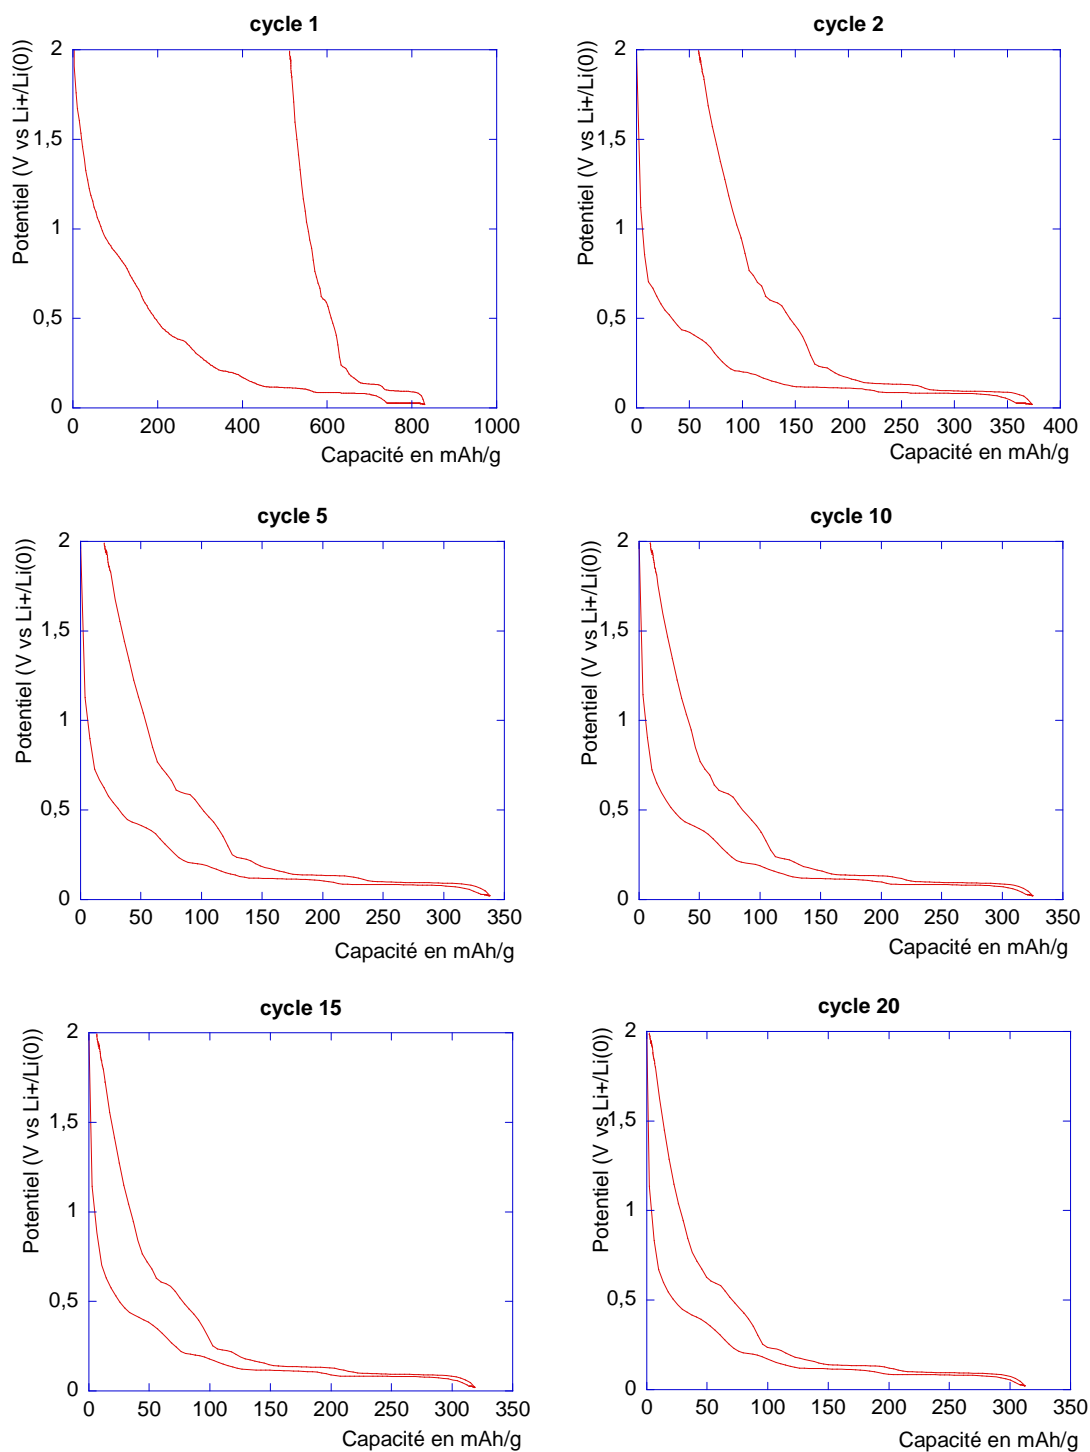 cycle 1
Potentiel (V vs Li+/Li(0))
2
1,5
1
0,5
0
0 200 400 600 800 1000
Capacité en mAh/g
cycle 2
Potentiel (V vs Li+/Li(0))
2
1,5
1
0,5
0
0 50 100 150 200 250 300 350 400
Capacité en mAh/g
cycle 5
Potentiel (V vs Li+/Li(0))
2
1,5
1
0,5
0
0 50 100 150 200 250 300 350
Capacité en mAh/g
cycle 10
Potentiel (V vs Li+/Li(0))
2
1,5
1
0,5
0
0 50 100 150 200 250 300 350
Capacité en mAh/g
cycle 15
Potentiel (V vs Li+/Li(0))
2
1,5
1
0,5
0
0 50 100 150 200 250 300 350
Capacité en mAh/g
cycle 20
Potentiel (V vs Li+/Li(0))
2
1,5
1
0,5
0
0 50 100 150 200 250 300 350
Capacité en mAh/g